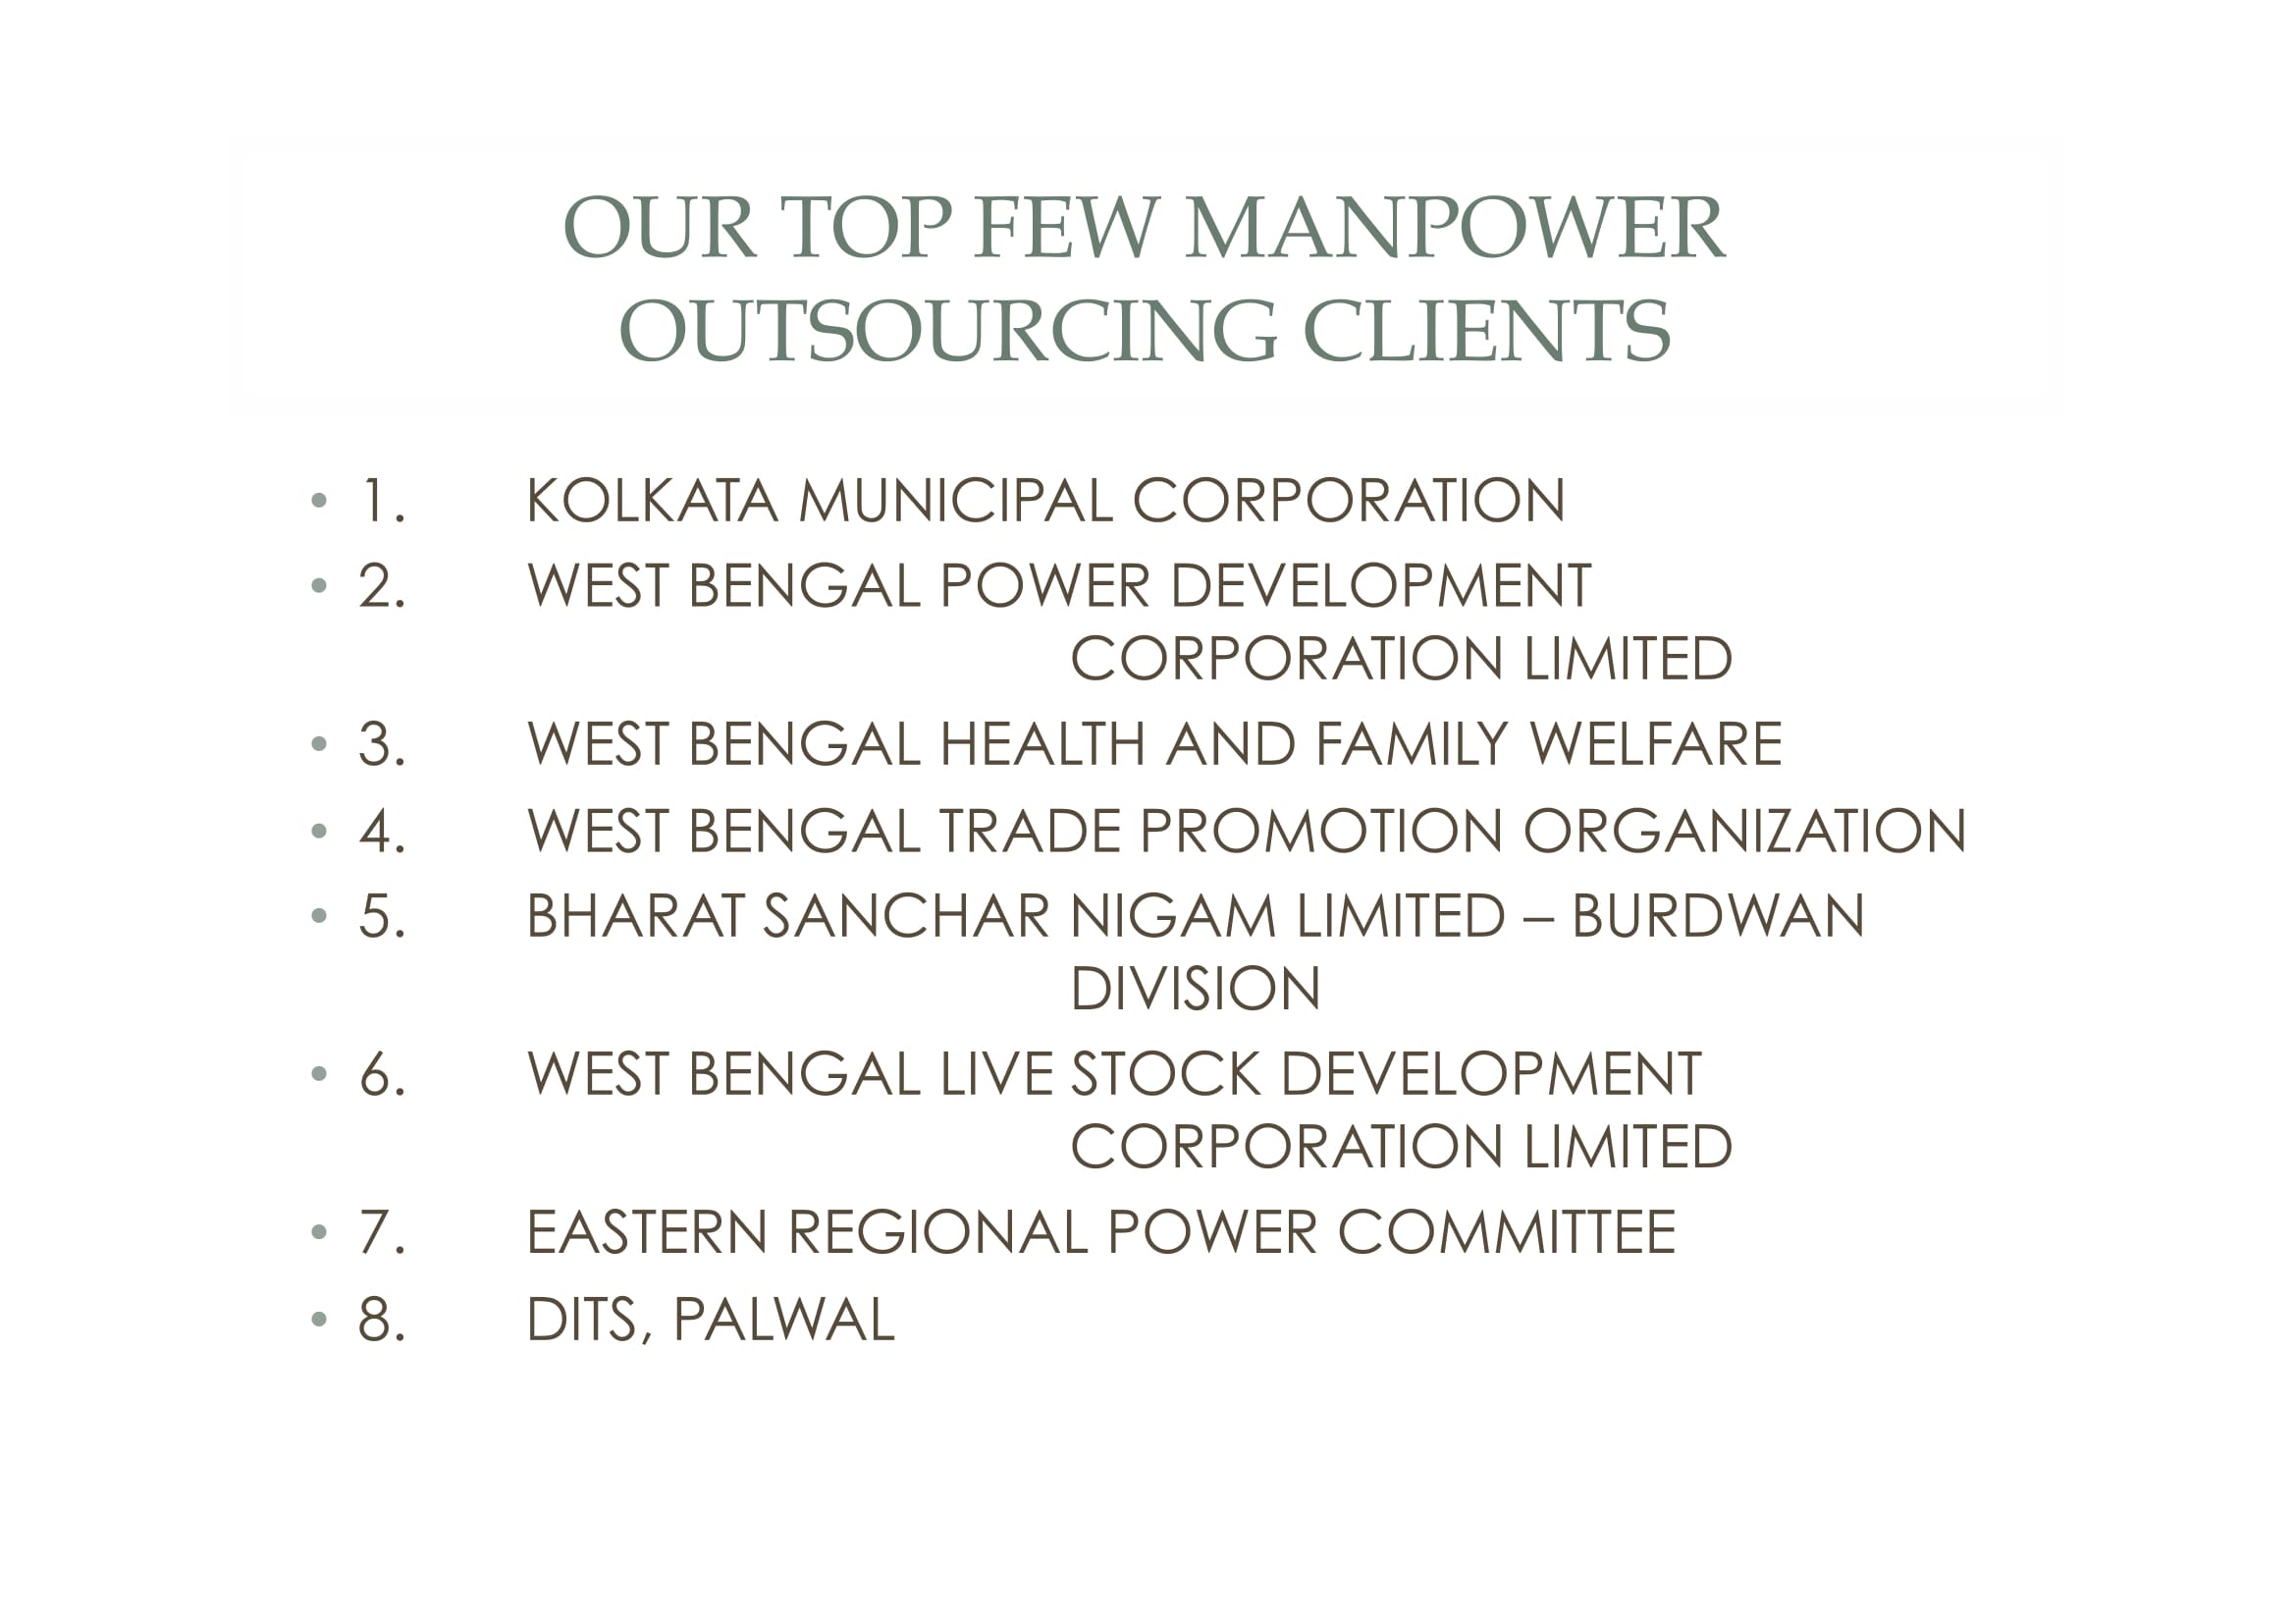 OUR TOP FEW MANPOWER
OUTSOURCING CLIENTS
• 1. KOLKATA MUNICIPAL CORPORATION
• 2. WEST BENGAL POWER DEVELOPMENT
CORPORATION LIMITED
• 3. WEST BENGAL HEALTH AND FAMILY WELFARE
• 4. WEST BENGAL TRADE PROMOTION ORGANIZATION
• 5. BHARAT SANCHAR NIGAM LIMITED – BURDWAN
DIVISION
• 6. WEST BENGAL LIVE STOCK DEVELOPMENT
CORPORATION LIMITED
• 7. EASTERN REGIONAL POWER COMMITTEE
• 8. DITS, PALWAL